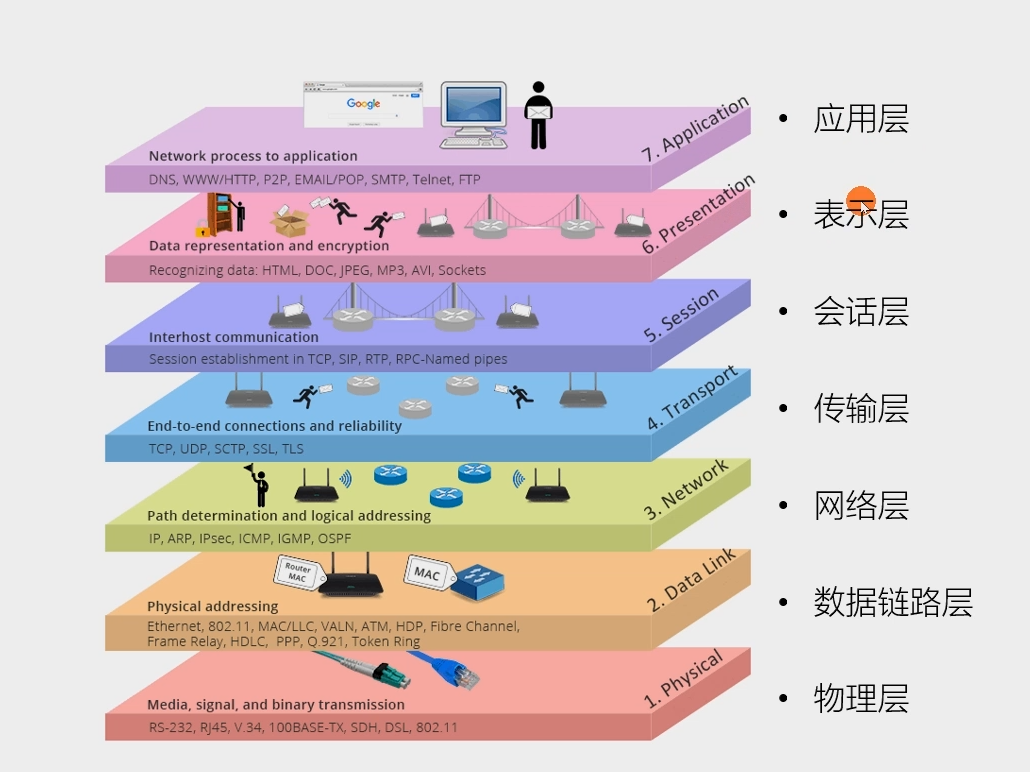 Google
7. Application
• 应用层
Network process to application
DNS, WWW/HTTP, P2P, EMAIL/POP, SMTP, Telnet, FTP
6. Presentation
• 表示层
Data representation and encryption
Recognizing data: HTML, DOC, JPEG, MP3, AVI, Sockets
5. Session
• 会话层
Interhost communication
Session establishment in TCP, SIP, RTP, RPC-Named pipes
4. Transport
• 传输层
End-to-end connections and reliability
TCP, UDP, SCTP, SSL, TLS
3. Network
• 网络层
Path determination and logical addressing
IP, ARP, IPsec, ICMP, IGMP, OSPF
Router
MAC
MAC
2. Data Link
• 数据链路层
Physical addressing
Ethernet, 802.11, MAC/LLC, VALN, ATM, HDP, Fibre Channel,
Frame Relay, HDLC, PPP, Q.921, Token Ring
1. Physical
• 物理层
Media, signal, and binary transmission
RS-232, RJ45, V.34, 100BASE-TX, SDH, DSL, 802.11